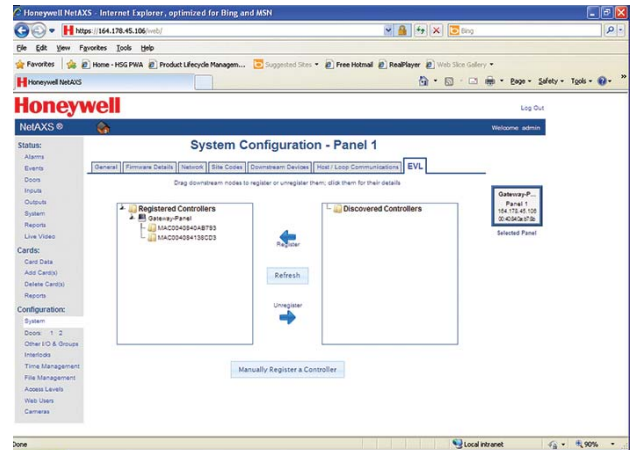 Honeywell NetAXS - Internet Explorer, optimized for Bing and MSN
https://164.178.45.106/web/
Bing
File Edit View Favorites Tools Help
Favorites Home - HSG PWA Product Lifecycle Managem... Suggested Sites Free Hotmail RealPlayer Web Slice Gallery
Honeywell NetAXS
Page Safety Tools
Honeywell
Log Out
NetAXS ®
Welcome admin
Status:
Alarms
Events
Doors
Inputs
Outputs
System
Reports
Live Video
Cards:
Card Data
Add Card(s)
Delete Card(s)
Reports
Configuration:
System
Doors: 1 2
Other I/O & Groups
Interlocks
Time Management
File Management
Access Levels
Web Users
Cameras
System Configuration - Panel 1
General Firmware Details Network Site Codes Downstream Devices Host / Loop Communications EVL
Drag downstream nodes to register or unregister them; click them for their details
Registered Controllers
Gateway-Panel
Register
Refresh
Unregister
Discovered Controllers
Manually Register a Controller
Gateway-P...
Panel 1
164.178.45.106
Selected Panel
Done
Local intranet
90%